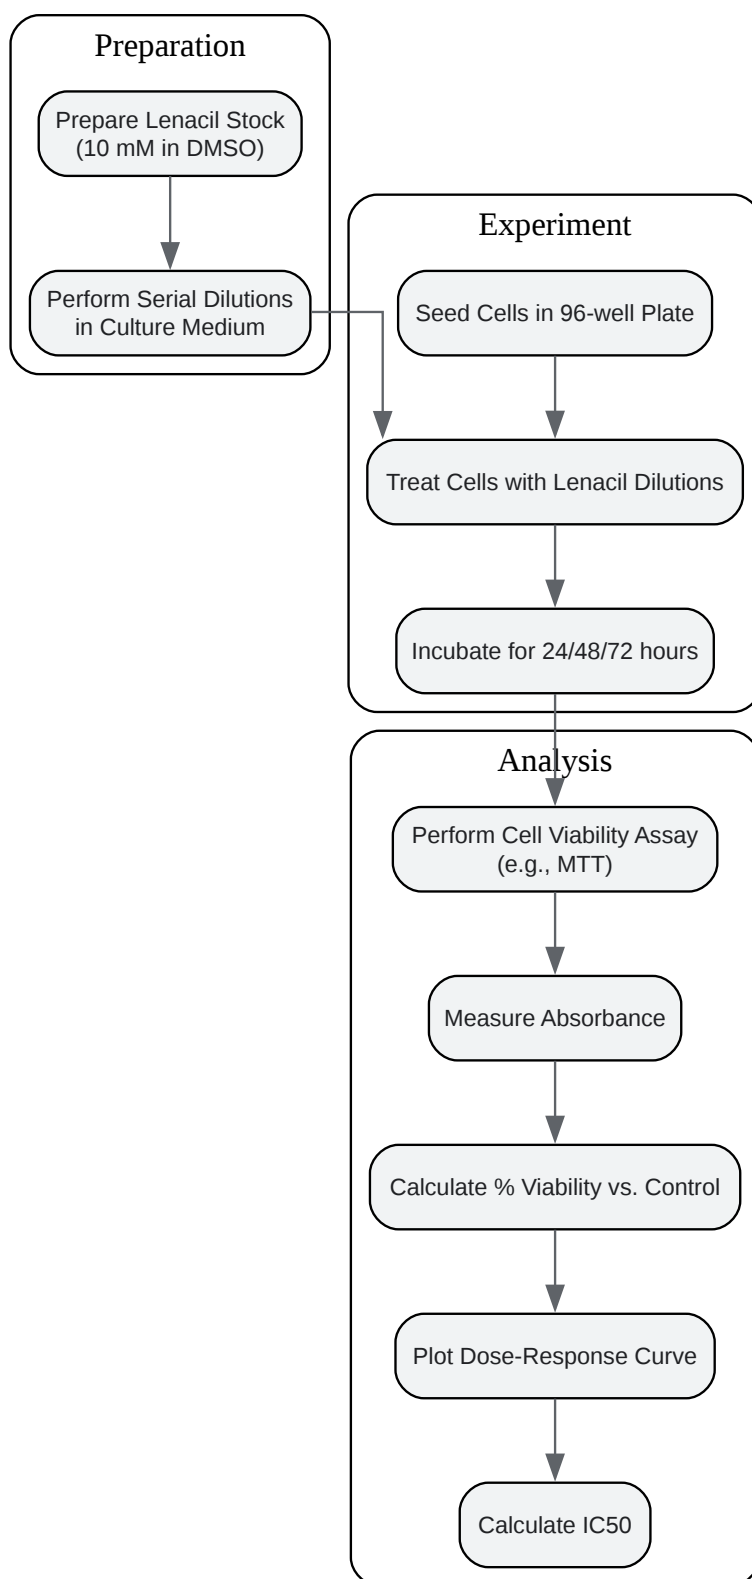 Preparation
Prepare Lenacil Stock
(10 mM in DMSO)
Perform Serial Dilutions
in Culture Medium
Experiment
Seed Cells in 96-well Plate
Treat Cells with Lenacil Dilutions
Incubate for 24/48/72 hours
Analysis
Perform Cell Viability Assay
(e.g., MTT)
Measure Absorbance
Calculate % Viability vs. Control
Plot Dose-Response Curve
Calculate IC50